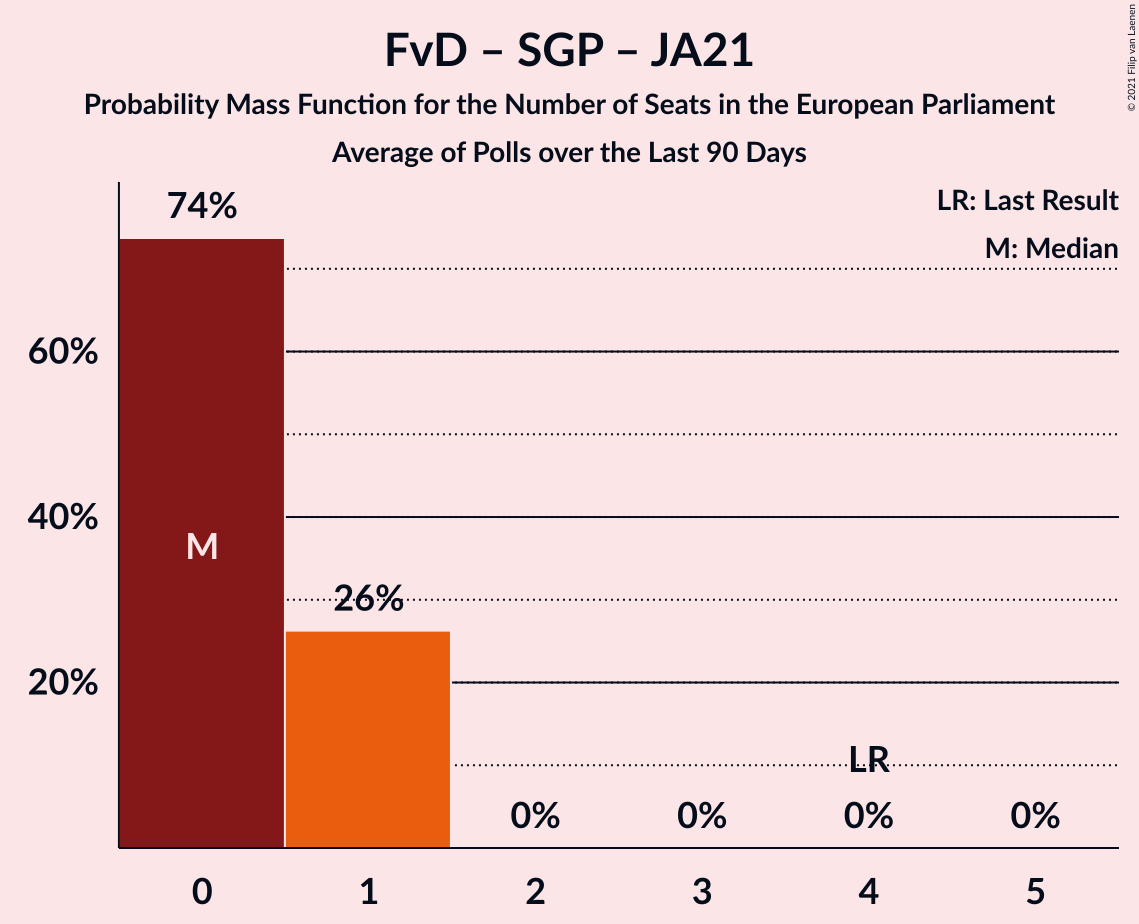 FvD – SGP – JA21
Probability Mass Function for the Number of Seats in the European Parliament
Average of Polls over the Last 90 Days
© 2021 Filip van Laenen
LR: Last Result
M: Median
74%
60%
40%
M
26%
20%
LR
0%
0%
0%
0%
0
1
2
3
4
5